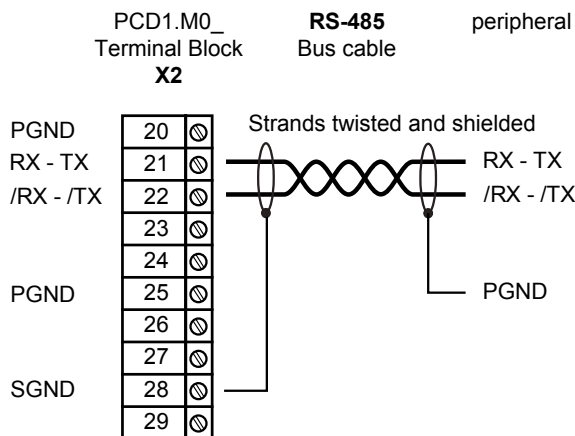 PCD1.M0_ RS-485 peripheral
Terminal Block Bus cable
X2
PGND 20 Strands twisted and shielded
RX - TX 21 RX - TX
/RX - /TX 22 /RX - /TX
23
24
PGND 25 PGND
26
27
SGND 28
29